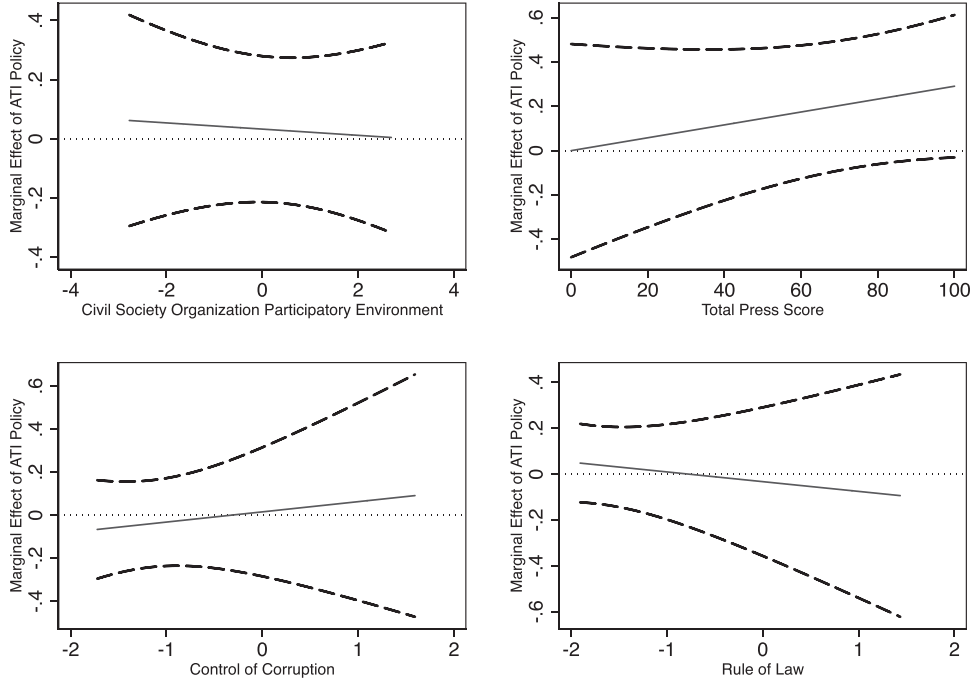 Marginal Effect of ATI Policy
.4
.2
0
-.2
-.4
-4 -2 0 2 4
Civil Society Organization Participatory Environment
Marginal Effect of ATI Policy
.6
.4
.2
0
-.2
-.4
0 20 40 60 80 100
Total Press Score
Marginal Effect of ATI Policy
.6
.4
.2
0
-.2
-.4
-2 -1 0 1 2
Control of Corruption
Marginal Effect of ATI Policy
.4
.2
0
-.2
-.4
-.6
-2 -1 0 1 2
Rule of Law